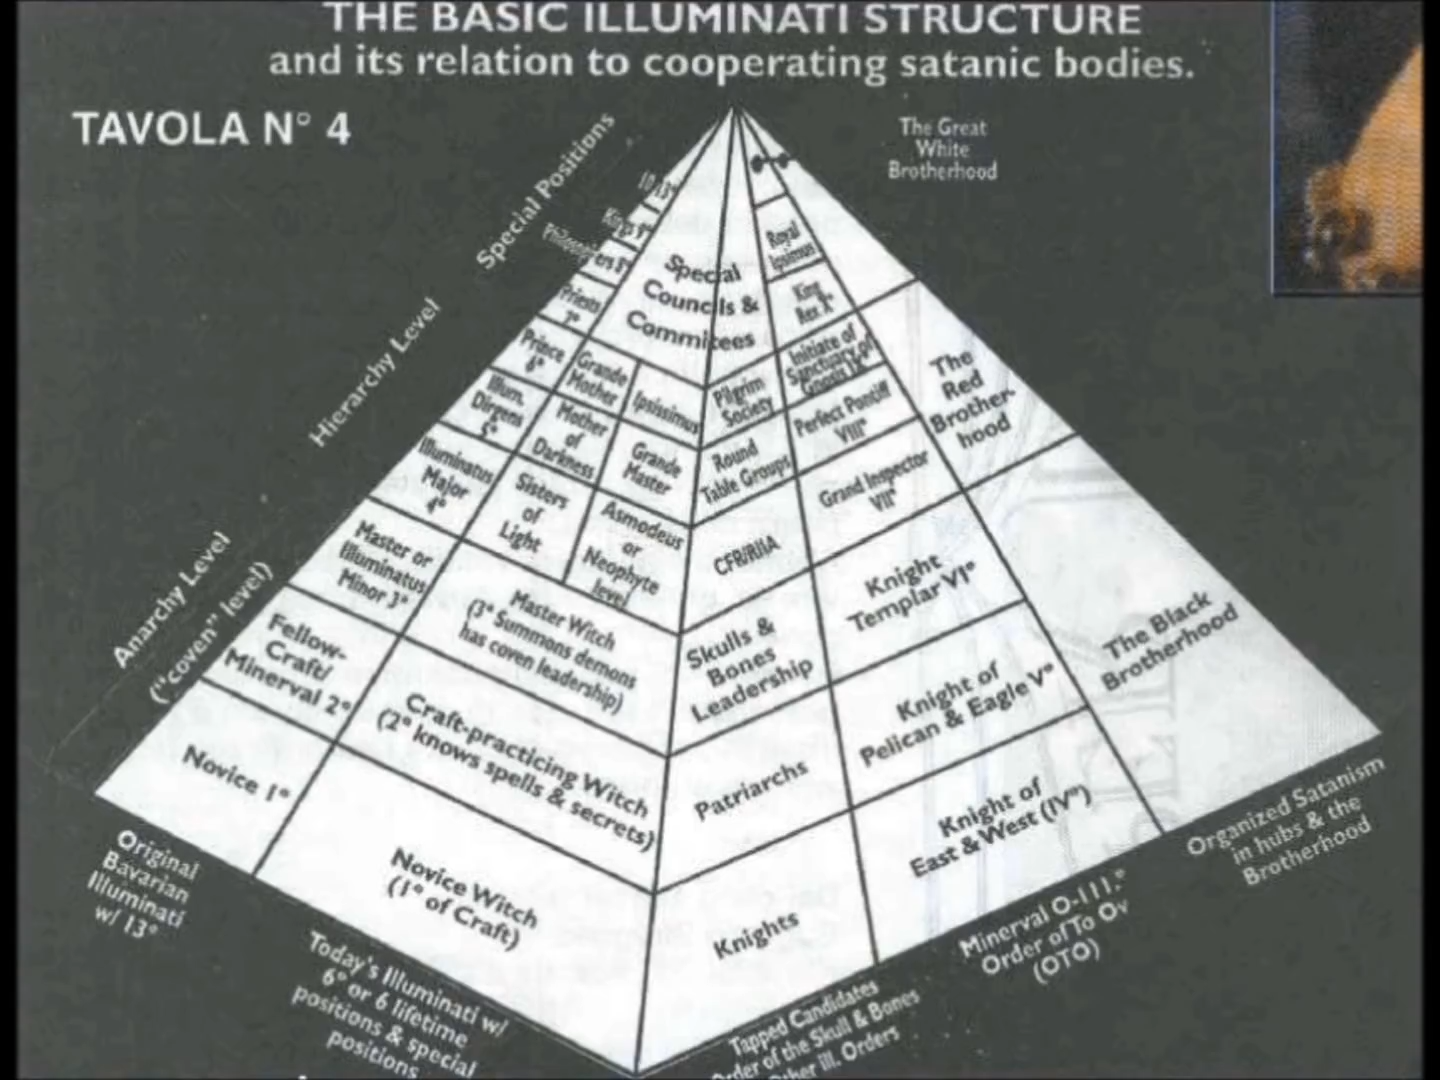 THE BASIC ILLUMINATI STRUCTURE
and its relation to cooperating satanic bodies.
TAVOLA N° 4
Special Positions
Hierarchy Level
Anarchy Level
("coven" level)
The Great
White
Brotherhood
Priests
7°
Prince
6°
Illum.
Dirgens
5°
Illuminatus
Major
4°
Master or
Illuminatus
Minor 3°
Fellow-
Craft/
Minerval 2°
Novice 1°
Special
Councils &
Committees
Grande
Mother
Mother
of
Darkness
Sisters
of
Light
Ipsissimus
Grande
Master
Asmodeus
or
Neophyte
level
Master Witch
(3° Summons demons
has coven leadership)
Craft-practicing Witch
(2° knows spells & secrets)
Novice Witch
(1° of Craft)
Pilgrim
Society
Round
Table Groups
CFR/RIIA
Skulls &
Bones
Leadership
Patriarchs
Knights
Royal
Ipsimus
King
Rex X°
Initiate of
Sanctuary of
Gnosis IX°
Perfect Pontiff
VIII°
Grand Inspector
VII°
Knight
Templar VI°
Knight of
Pelican & Eagle V°
Knight of
East & West (IV°)
The
Red
Brother-
hood
The Black
Brotherhood
Original
Bavarian
Illuminati
w/ 13°
Today's Illuminati w/
6° or 6 lifetime
positions & special
positions
Tapped Candidates
Order of the Skull & Bones
Other ill. Orders
Minerval O-111.°
Order of To Ov
(OTO)
Organized Satanism
in hubs & the
Brotherhood